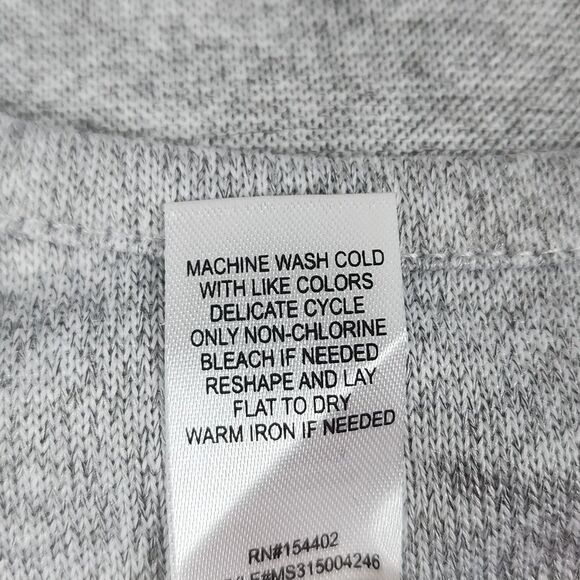 MACHINE WASH COLD
WITH LIKE COLORS
DELICATE CYCLE
ONLY NON-CHLORINE
BLEACH IF NEEDED
RESHAPE AND LAY
FLAT TO DRY
WARM IRON IF NEEDED
RN#154402
#MS315004246